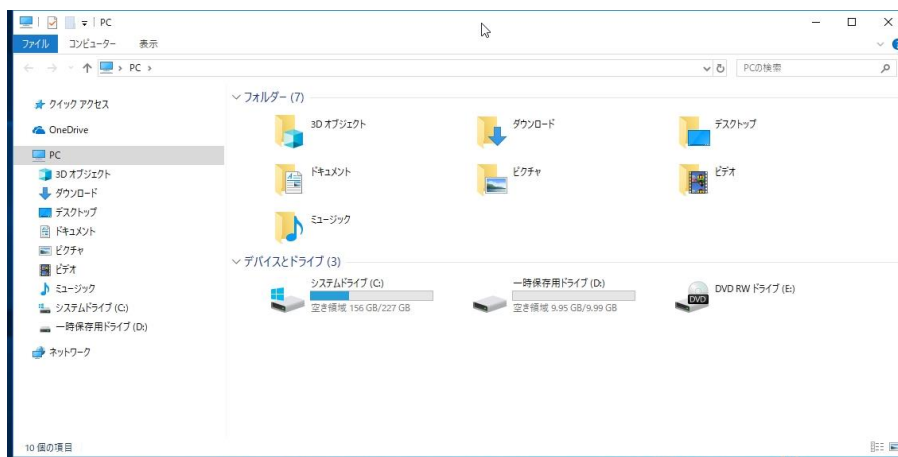 PC
ファイル コンピューター 表示
PC
PCの検索
クイック アクセス
OneDrive
PC
3D オブジェクト
ダウンロード
デスクトップ
ドキュメント
ピクチャ
ビデオ
ミュージック
システムドライブ (C:)
一時保存用ドライブ (D:)
ネットワーク
フォルダー (7)
3D オブジェクト
ダウンロード
デスクトップ
ドキュメント
ピクチャ
ビデオ
ミュージック
デバイスとドライブ (3)
システムドライブ (C:)
空き領域 156 GB/227 GB
一時保存用ドライブ (D:)
空き領域 9.95 GB/9.99 GB
DVD RW ドライブ (E:)
DVD
10 個の項目